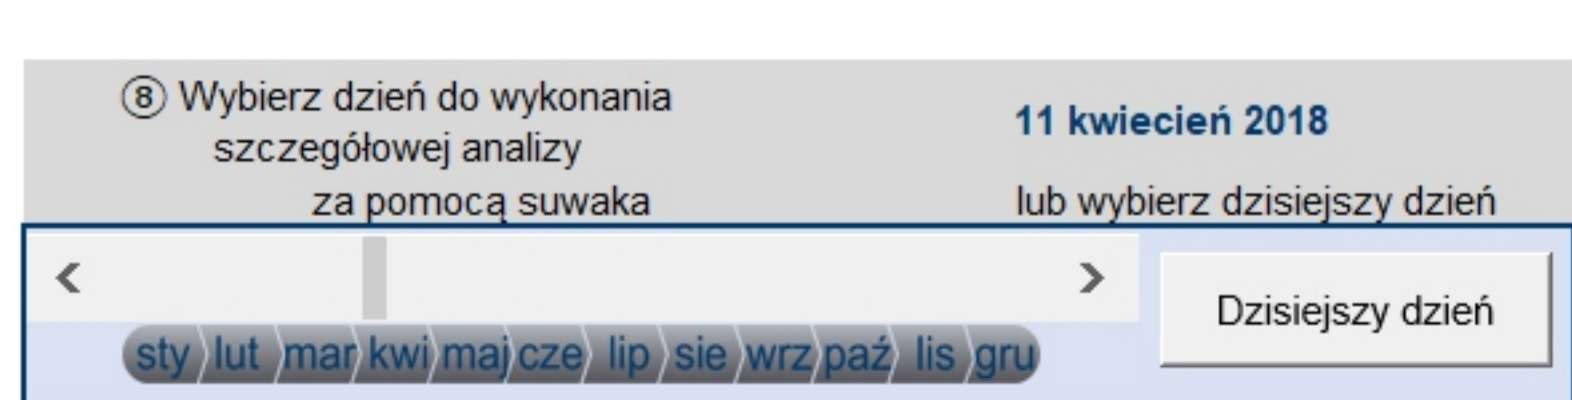 ⑧ Wybierz dzień do wykonania
szczegółowej analizy
za pomocą suwaka
11 kwiecień 2018
lub wybierz dzisiejszy dzień
Dzisiejszy dzień
sty lut mar kwi maj cze lip sie wrz paź lis gru